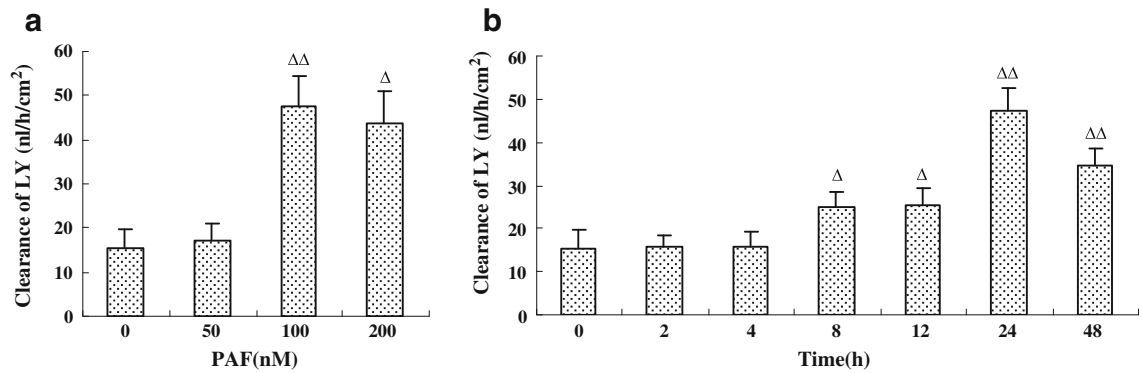 a
Clearance of LY (nl/h/cm²)
60
50
40
30
20
10
0
ΔΔ
Δ
0 50 100 200
PAF(nM)
b
Clearance of LY (nl/h/cm²)
60
50
40
30
20
10
0
Δ
Δ
ΔΔ
ΔΔ
0 2 4 8 12 24 48
Time(h)